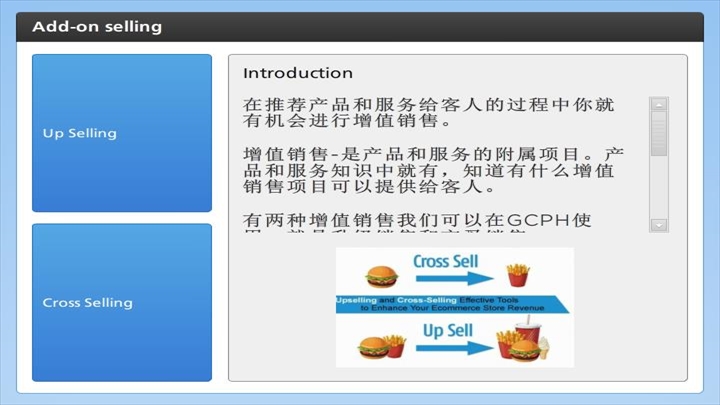 Add-on selling
Up Selling
Cross Selling
Introduction
在推荐产品和服务给客人的过程中你就
有机会进行增值销售。
增值销售-是产品和服务的附属项目。产
品和服务知识中就有，知道有什么增值
销售项目可以提供给客人。
有两种增值销售我们可以在GCPH使
Cross Sell
Upselling and Cross-Selling Effective Tools
to Enhance Your Ecommerce Store Revenue
Up Sell